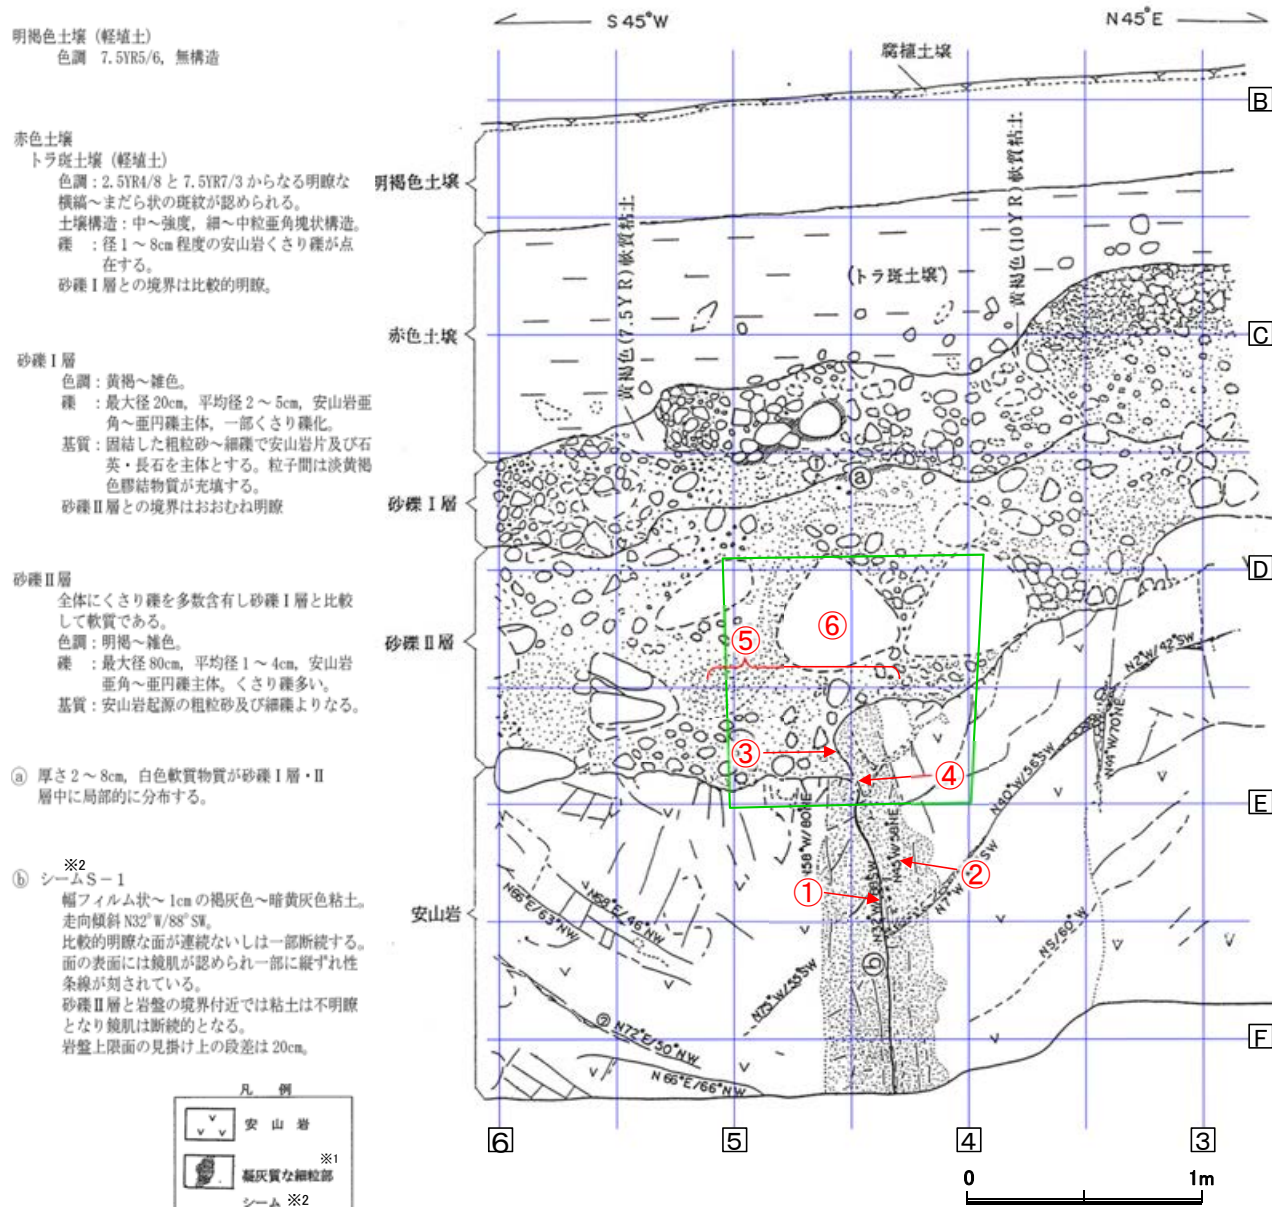 明褐色土壌（軽埴土）
色調　7.5YR5/6，無構造
赤色土壌
トラ斑土壌（軽埴土）
色調：2.5YR4/8 と 7.5YR7/3 からなる明瞭な
横縞～まだら状の斑紋が認められる。
土壌構造：中～強度，細～中粒亜角塊状構造。
礫　：径1～8cm 程度の安山岩くさり礫が点
在する。
砂礫Ⅰ層との境界は比較的明瞭。
砂礫Ⅰ層
色調：黄褐～雑色。
礫　：最大径 20cm，平均径 2～5cm，安山岩亜
角～亜円礫主体，一部くさり礫化。
基質：固結した粗粒砂～細礫で安山岩片及び石
英・長石を主体とする。粒子間は淡黄褐
色膠結物質が充填する。
砂礫Ⅱ層との境界はおおむね明瞭
砂礫Ⅱ層
全体にくさり礫を多数含有し砂礫Ⅰ層と比較
して軟質である。
色調：明褐～雑色。
礫　：最大径 80cm，平均径 1～4cm，安山岩
亜角～亜円礫主体。くさり礫多い。
基質：安山岩起源の粗粒砂及び細礫よりなる。
ⓐ 厚さ 2～8cm，白色軟質物質が砂礫Ⅰ層・Ⅱ
層中に局部的に分布する。
※2
ⓑ シームS－1
幅フィルム状～1cm の褐灰色～暗黄灰色粘土。
走向傾斜 N32°W/88°SW。
比較的明瞭な面が連続ないしは一部断続する。
面の表面には鏡肌が認められ一部に縦ずれ性
条線が刻されている。
砂礫Ⅱ層と岩盤の境界付近では粘土は不明瞭
となり鏡肌は断続的となる。
岩盤上限面の見掛け上の段差は 20cm。
凡　例
安　山　岩
凝灰質な細粒部 ※1
シーム ※2
S 45°W
N 45°E
腐植土壌
B
明褐色土壌
黄褐色(7.5YR)軟質粘土
黄褐色(10YR)軟質粘土
(トラ斑土壌)
赤色土壌
C
砂礫Ⅰ層
ⓐ
D
砂礫Ⅱ層
⑤
⑥
N2°W/42°SW
N44°W/70NE
③
④
E
N58°W/80NE
N45°W58NE
N40°W/56SW
①
②
N68°E/46°NW
N66°E/63°NW
安山岩
N7°W
SW
N5/60°W
ⓑ
N75°W/55SW
⑦ N72°E/50°NW
F
N 66°E/66°NW
6
5
4
3
0
1m